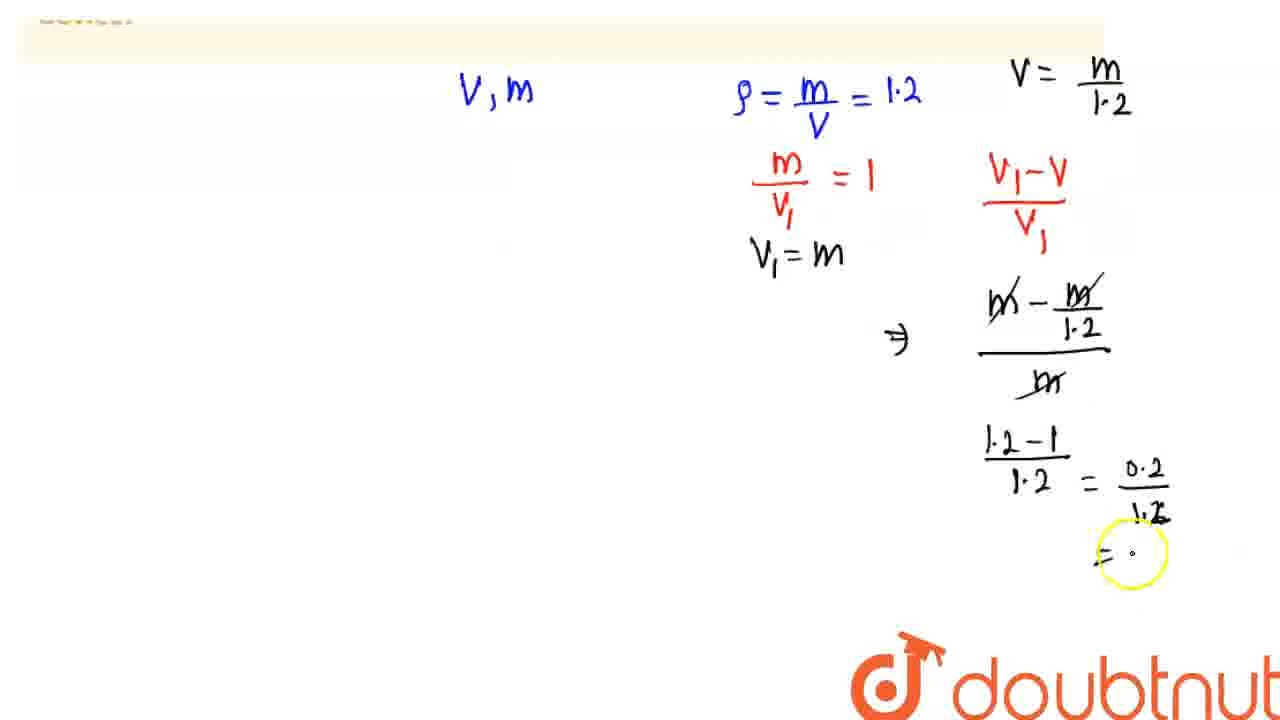 V, m
ρ = m/V = 1.2
V = m/1.2
m/V₁ = 1
V₁ - V/V₁
V₁ = m
⇒ m - m/1.2/m
1.2 - 1/1.2 = 0.2/1.2
= .
doubtnut